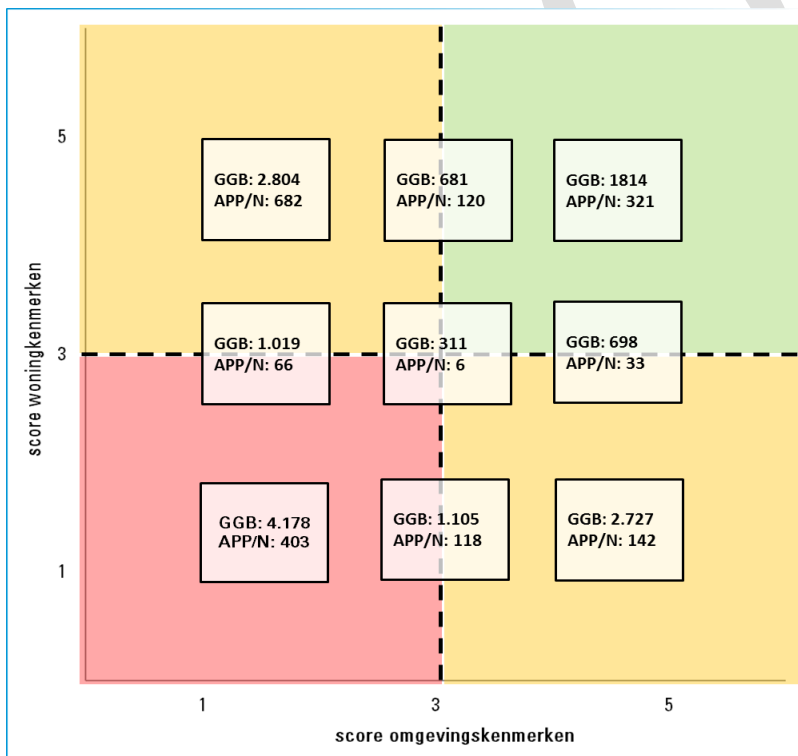 5
GGB: 2.804
APP/N: 682
GGB: 681
APP/N: 120
GGB: 1814
APP/N: 321
3
GGB: 1.019
APP/N: 66
GGB: 311
APP/N: 6
GGB: 698
APP/N: 33
score woningkenmerken
1
GGB: 4.178
APP/N: 403
GGB: 1.105
APP/N: 118
GGB: 2.727
APP/N: 142
1
3
5
score omgevingskenmerken